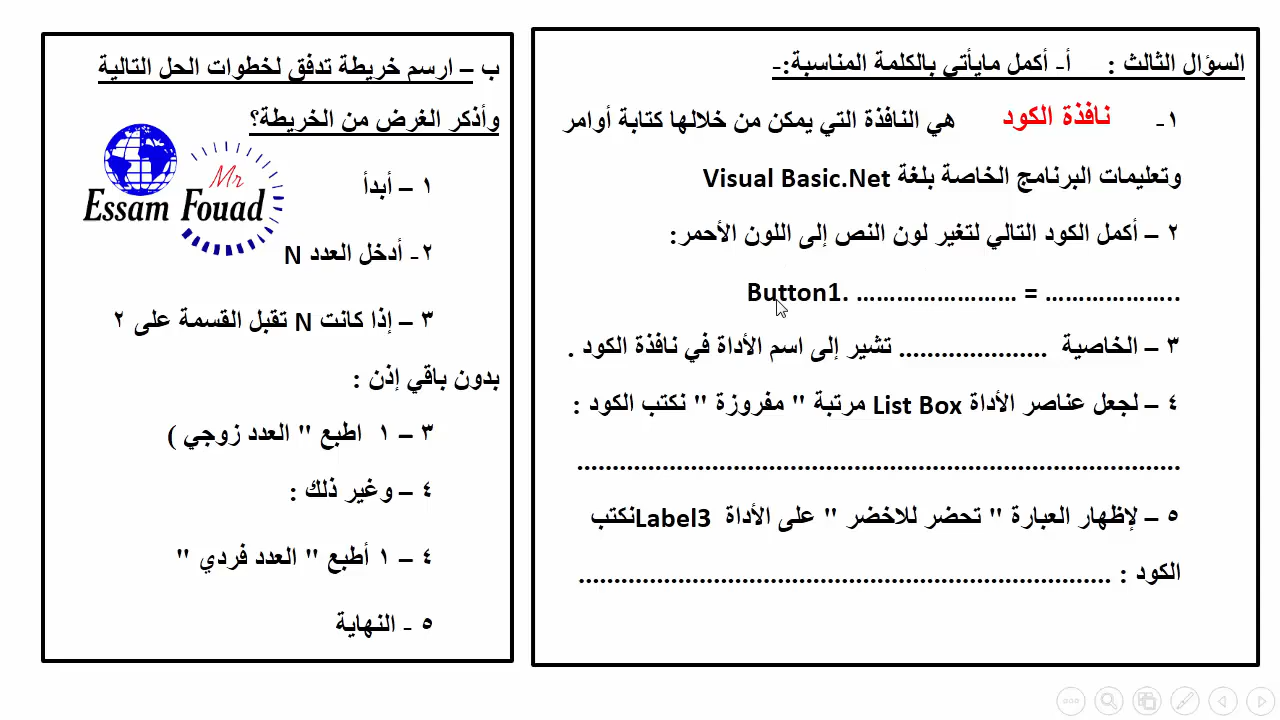 السؤال الثالث : أ- أكمل مايأتي بالكلمة المناسبة:-
١- نافذة الكود هي النافذة التي يمكن من خلالها كتابة أوامر
وتعليمات البرنامج الخاصة بلغة Visual Basic.Net
٢ – أكمل الكود التالي لتغير لون النص إلى اللون الأحمر:
Button1. …………………… = ………………..
٣ – الخاصية ..................... تشير إلى اسم الأداة في نافذة الكود .
٤ – لجعل عناصر الأداة List Box مرتبة " مفروزة " نكتب الكود :
.....................................................................................
٥ – لإظهار العبارة " تحضر للاخضر " على الأداة Label3نكتب
الكود : ...........................................................................
ب – ارسم خريطة تدفق لخطوات الحل التالية
وأذكر الغرض من الخريطة؟
Mr
Essam Fouad
١ – أبدأ
٢- أدخل العدد N
٣ – إذا كانت N تقبل القسمة على ٢
بدون باقي إذن :
٣ – ١ اطبع " العدد زوجي )
٤ – وغير ذلك :
٤ – ١ أطبع " العدد فردي "
٥ - النهاية